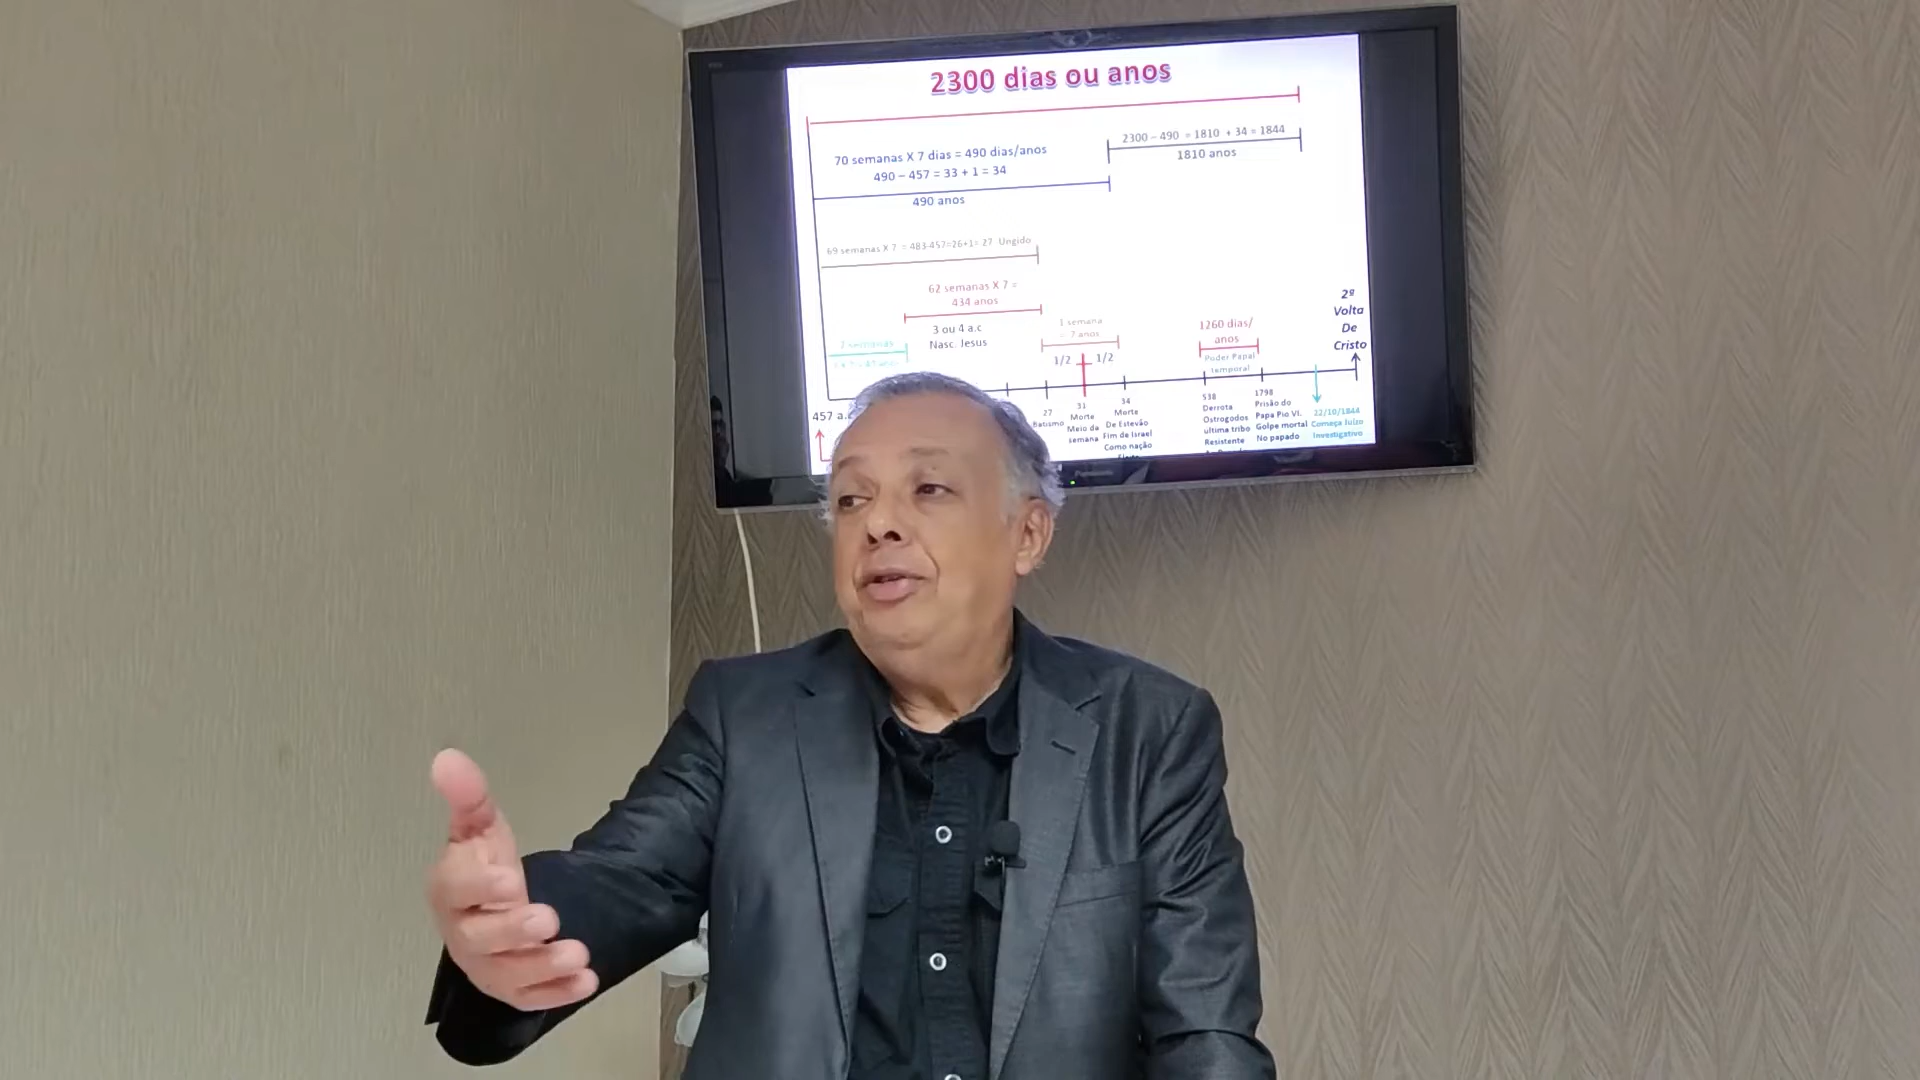 2300 dias ou anos
2300 – 490 = 1810 + 34 = 1844
1810 anos
70 semanas X 7 dias = 490 dias/anos
490 – 457 = 33 + 1 = 34
490 anos
69 semanas X 7 = 483-457=26+1= 27 Ungido
62 semanas X 7 =
434 anos
3 ou 4 a.c
Nasc. Jesus
7 semanas
1 semana
= 7 anos
1/2
1/2
1260 dias/
anos
Poder Papal
temporal
2ª
Volta
De
Cristo
457 a.
27
Batismo
31
Morte
Meio da
semana
34
Morte
De Estevão
Fim de Israel
Como nação
538
Derrota
Ostrogodos
ultima tribo
Resistente
1798
Prisão do
Papa Pio VI.
Golpe mortal
No papado
22/10/1844
Começa Juízo
Investigativo
Panasonic